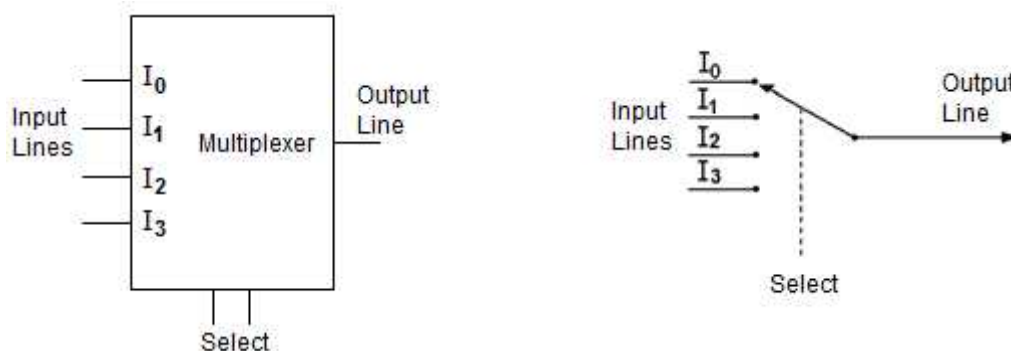 I0
I1
I2
I3
Input
Lines
Multiplexer
Output
Line
Select
I0
I1
I2
I3
Input
Lines
Output
Line
Select